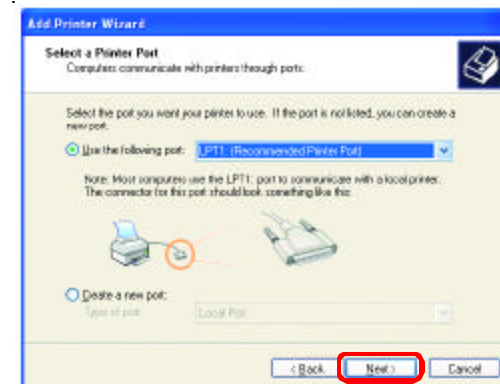 Add Printer Wizard
Select a Printer Port
Computers communicate with printers through ports.
Select the port you want your printer to use. If the port is not listed, you can create a
new port.
Use the following port: LPT1: (Recommended Printer Port)
Note: Most computers use the LPT1: port to communicate with a local printer.
The connector for this port should look something like this:
Create a new port:
Type of port: Local Port
< Back Next > Cancel